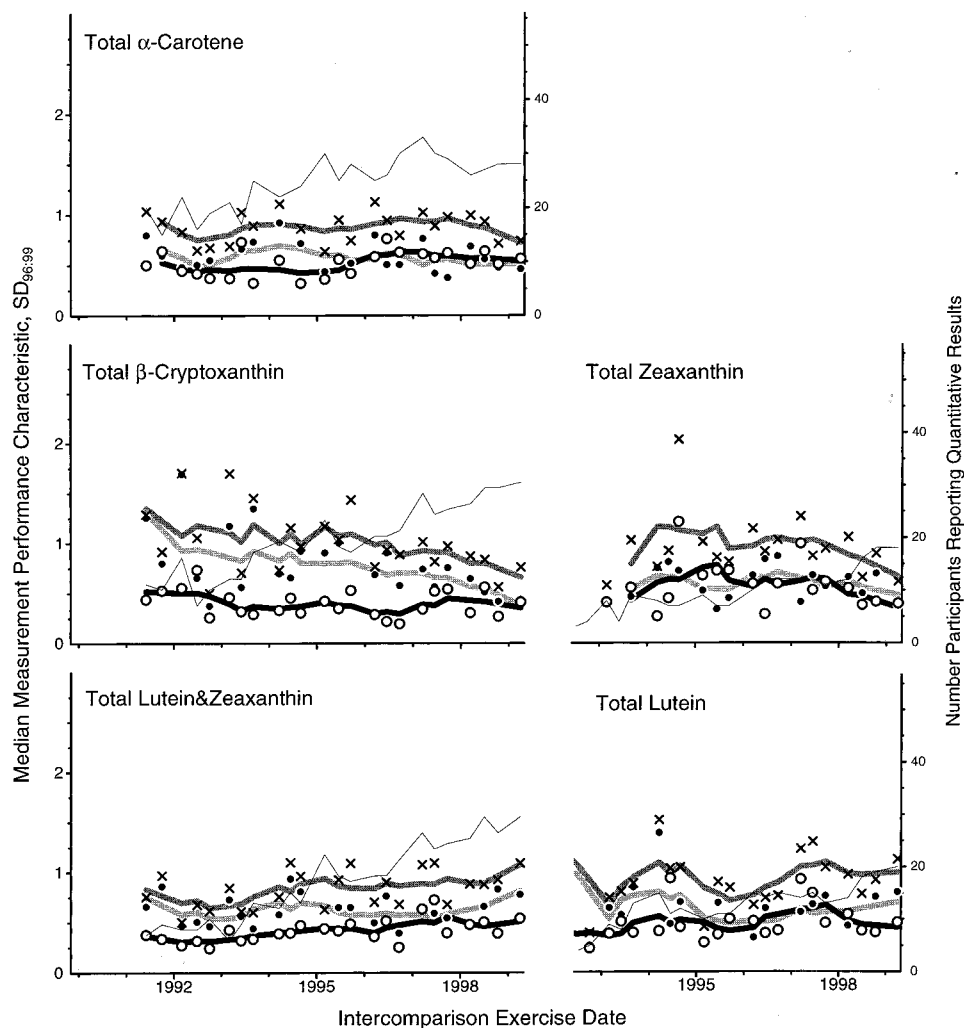 Total α-Carotene
2
1
0
40
20
0
Total β-Cryptoxanthin
2
1
0
Total Zeaxanthin
40
20
0
Total Lutein&Zeaxanthin
2
1
0
1992
1995
1998
Total Lutein
40
20
0
1995
1998
Median Measurement Performance Characteristic, SD96:99
Number Participants Reporting Quantitative Results
Intercomparison Exercise Date